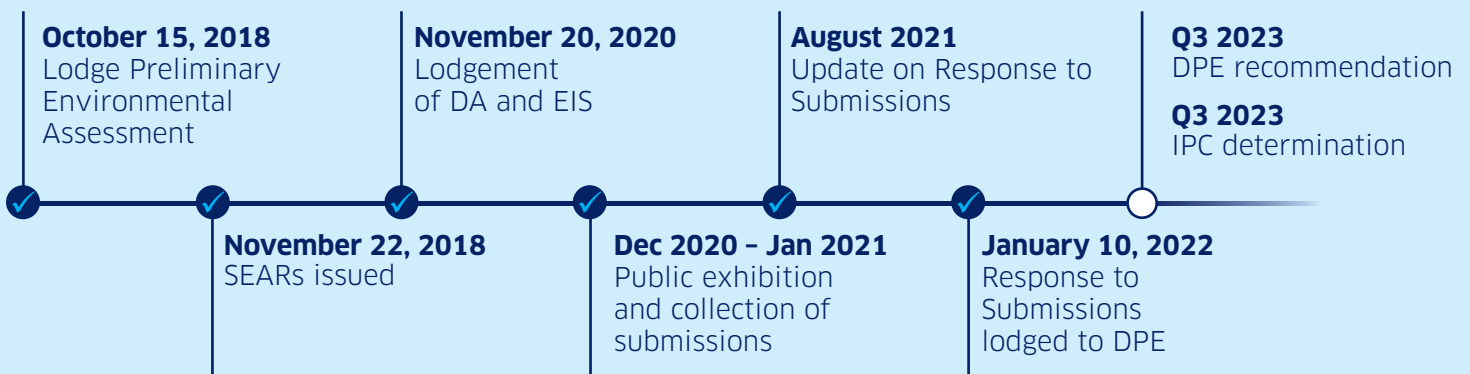 October 15, 2018
Lodge Preliminary
Environmental
Assessment
November 22, 2018
SEARs issued
November 20, 2020
Lodgement
of DA and EIS
Dec 2020 – Jan 2021
Public exhibition
and collection of
submissions
August 2021
Update on Response to
Submissions
January 10, 2022
Response to
Submissions
lodged to DPE
Q3 2023
DPE recommendation
Q3 2023
IPC determination